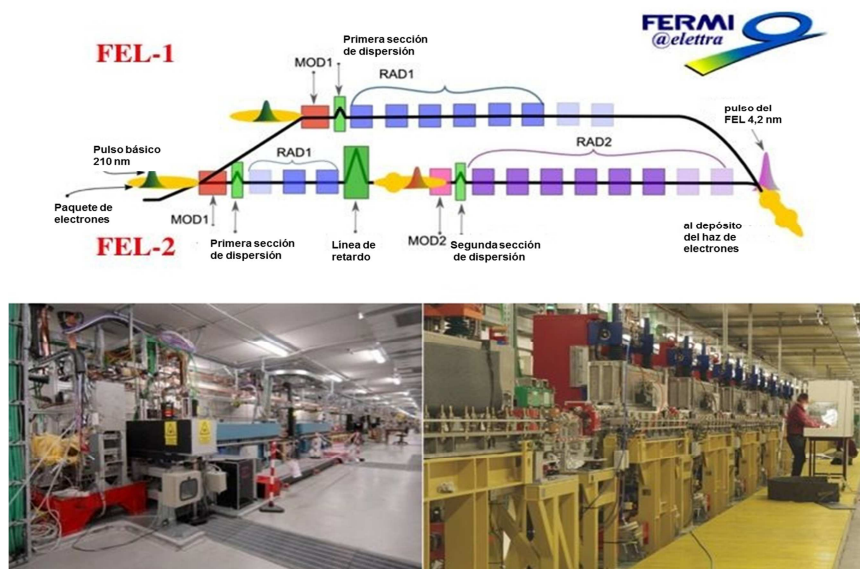 FEL-1
Primera sección
de dispersión
MOD1
RAD1
FERMI
@elettra
pulso del
FEL 4,2 nm
Pulso básico
210 nm
RAD1
RAD2
Paquete de
electrones
MOD1
FEL-2
Primera sección
de dispersión
Línea de
retardo
MOD2
Segunda sección
de dispersión
al depósito
del haz de
electrones